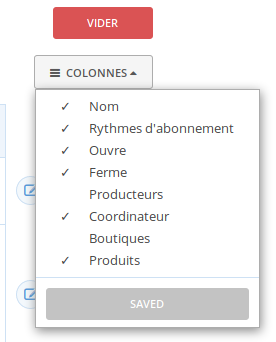 VIDER
COLONNES
Nom
Rythmes d'abonnement
Ouvre
Ferme
Producteurs
Coordinateur
Boutiques
Produits
SAVED